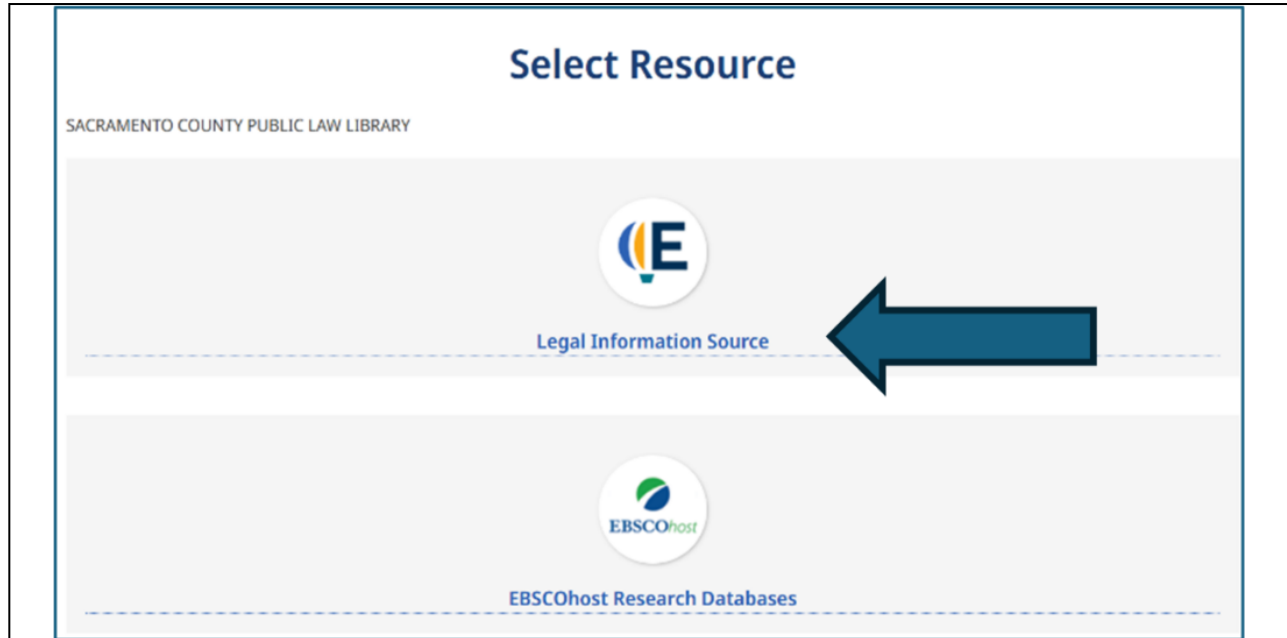 Select Resource
SACRAMENTO COUNTY PUBLIC LAW LIBRARY
E
Legal Information Source
EBSCOhost
EBSCOhost Research Databases